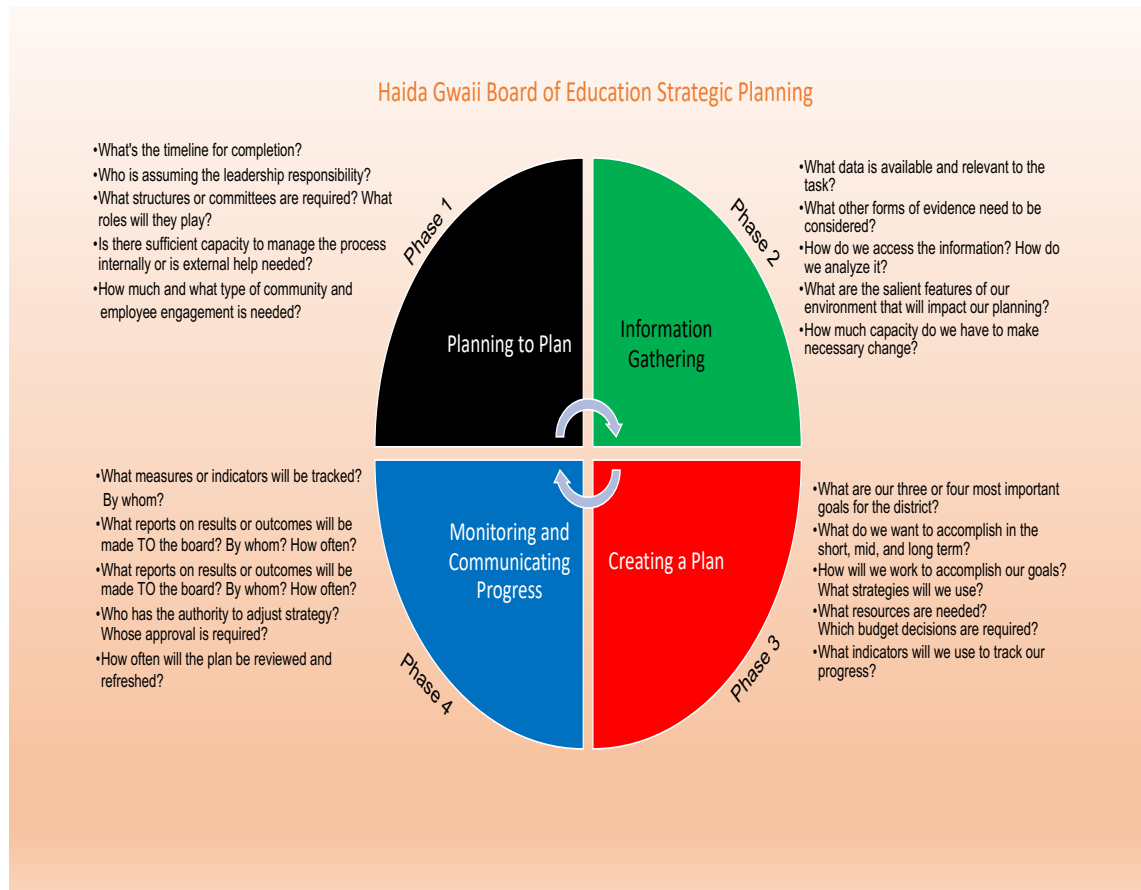 Haida Gwaii Board of Education Strategic Planning
•What's the timeline for completion?
•Who is assuming the leadership responsibility?
•What structures or committees are required? What
roles will they play?
•Is there sufficient capacity to manage the process
internally or is external help needed?
•How much and what type of community and
employee engagement is needed?
Phase 1
Planning to Plan
Phase 2
Information
Gathering
•What data is available and relevant to the
task?
•What other forms of evidence need to be
considered?
•How do we access the information? How do
we analyze it?
•What are the salient features of our
environment that will impact our planning?
•How much capacity do we have to make
necessary change?
•What measures or indicators will be tracked?
By whom?
•What reports on results or outcomes will be
made TO the board? By whom? How often?
•What reports on results or outcomes will be
made TO the board? By whom? How often?
•Who has the authority to adjust strategy?
Whose approval is required?
•How often will the plan be reviewed and
refreshed?
Phase 4
Monitoring and
Communicating
Progress
Creating a Plan
Phase 3
•What are our three or four most important
goals for the district?
•What do we want to accomplish in the
short, mid, and long term?
•How will we work to accomplish our goals?
What strategies will we use?
•What resources are needed?
Which budget decisions are required?
•What indicators will we use to track our
progress?